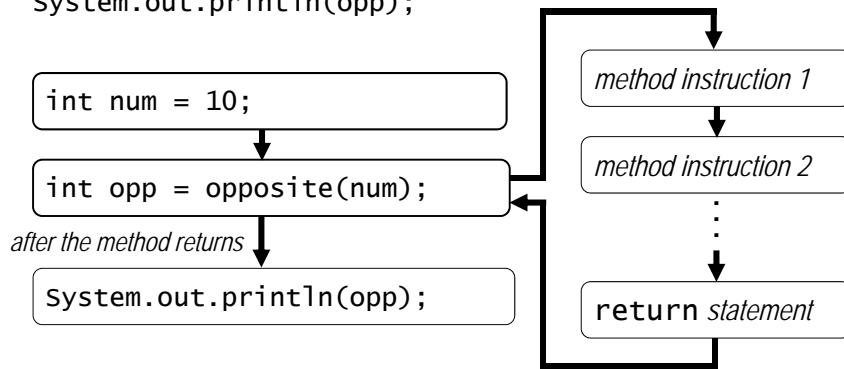 System.out.println(opp);
int num = 10;
int opp = opposite(num);
after the method returns
System.out.println(opp);
method instruction 1
method instruction 2
return statement